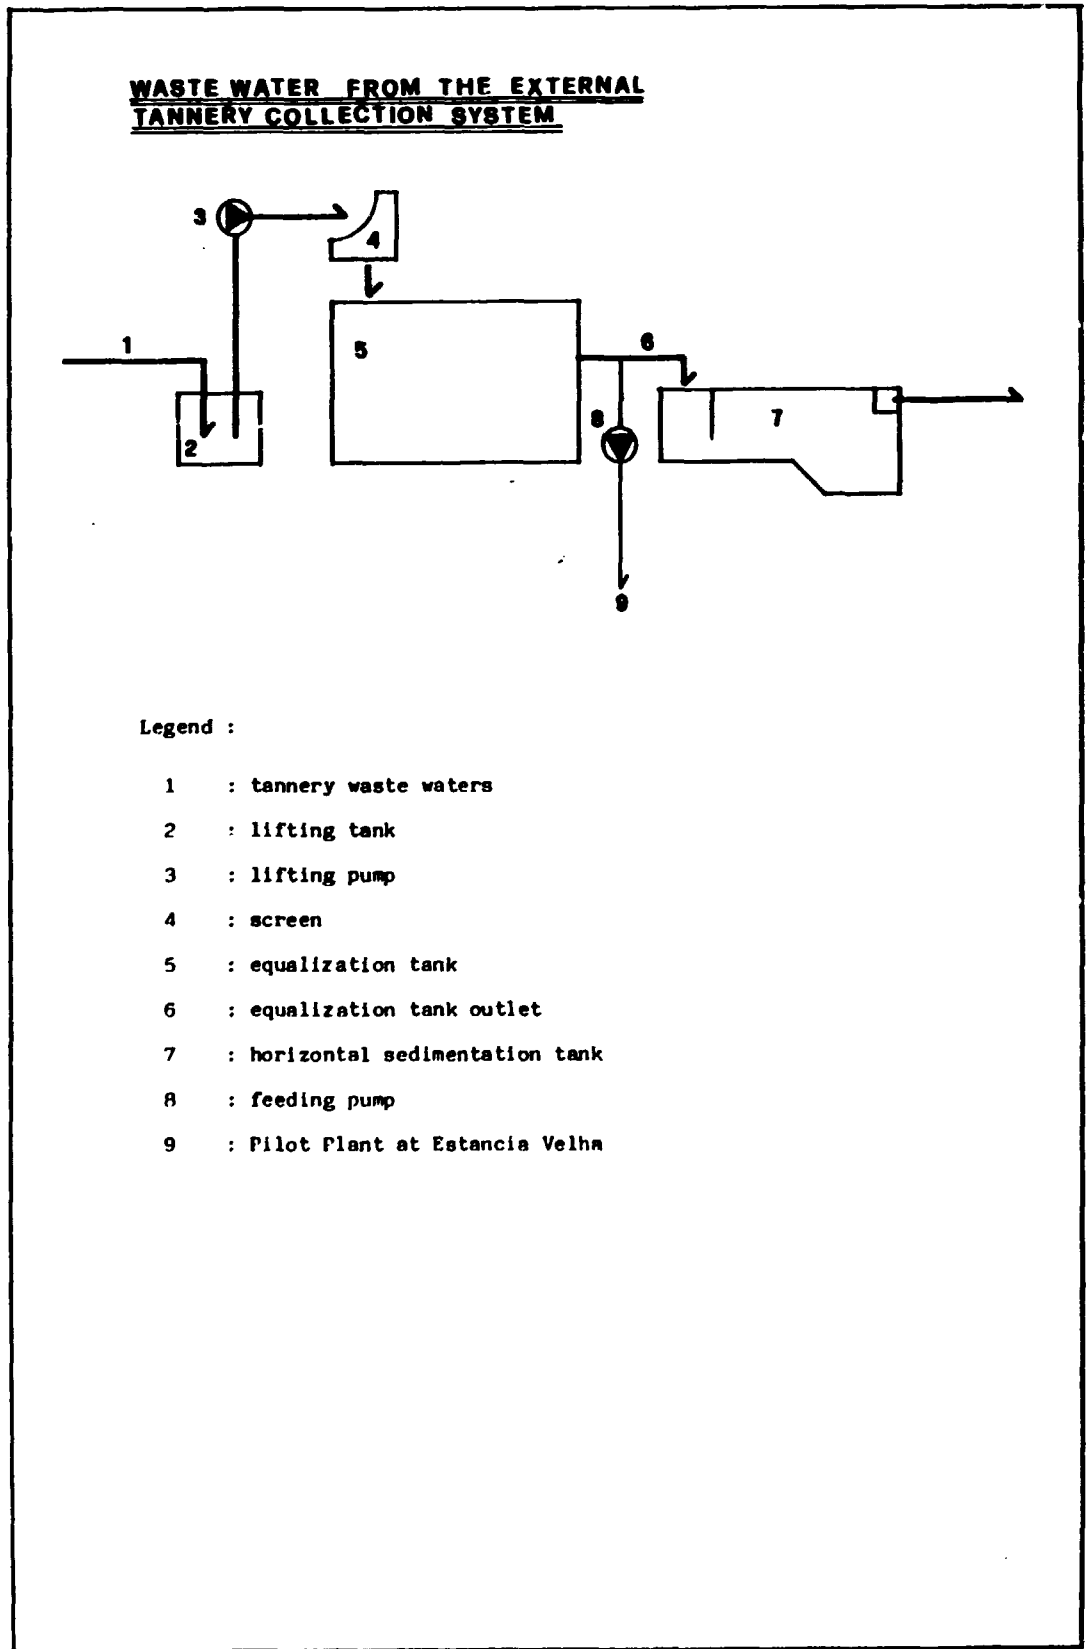 WASTE WATER FROM THE EXTERNAL
TANNERY COLLECTION SYSTEM
3
4
1
5
6
2
8
7
9
Legend :
1 : tannery waste waters
2 : lifting tank
3 : lifting pump
4 : screen
5 : equalization tank
6 : equalization tank outlet
7 : horizontal sedimentation tank
8 : feeding pump
9 : Pilot Plant at Estancia Velha